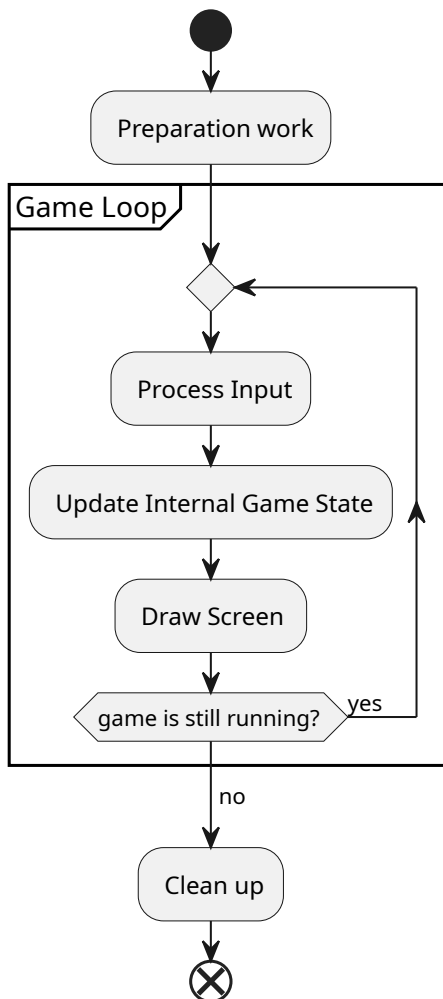 Preparation work
Game Loop
Process Input
Update Internal Game State
Draw Screen
game is still running?
yes
no
Clean up